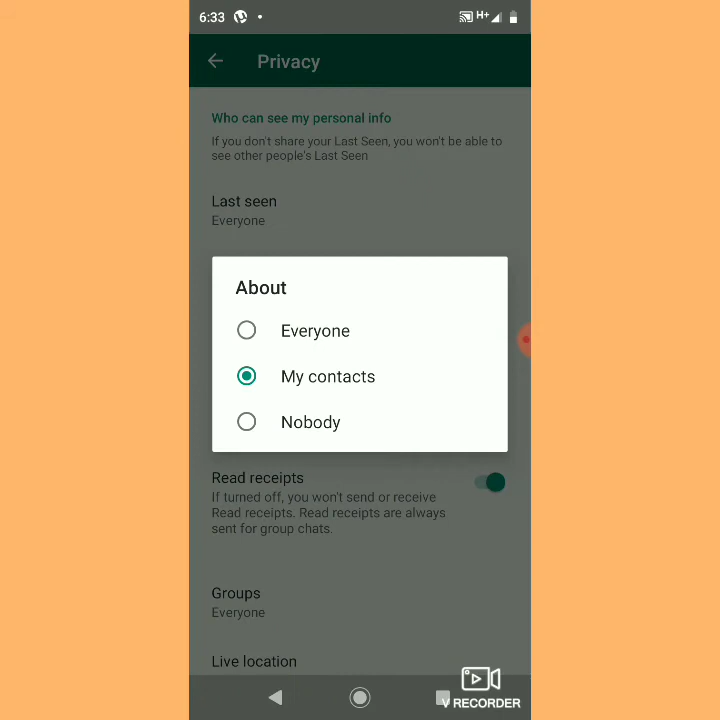 6:33
H+
Privacy
Who can see my personal info
If you don't share your Last Seen, you won't be able to
see other people's Last Seen
Last seen
Everyone
About
Everyone
My contacts
Nobody
Read receipts
If turned off, you won't send or receive
Read receipts. Read receipts are always
sent for group chats.
Groups
Everyone
Live location
V RECORDER